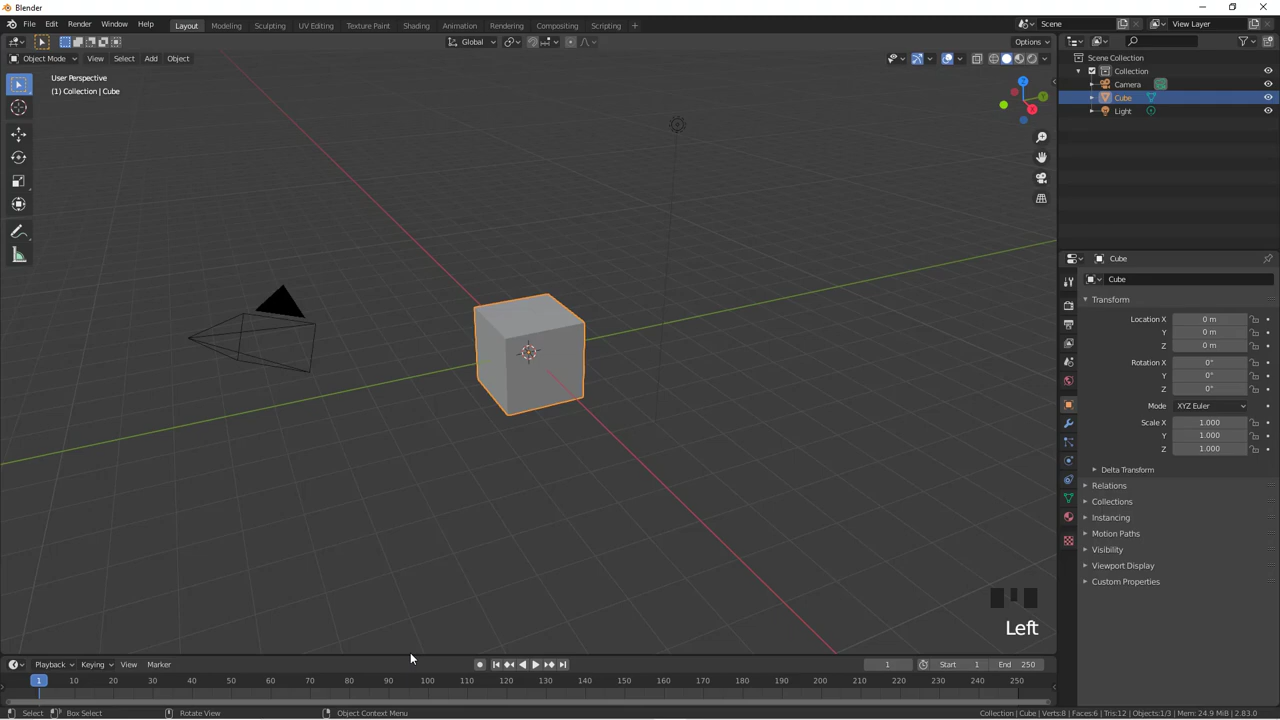 Blender
File Edit Render Window Help Layout Modeling Sculpting UV Editing Texture Paint Shading Animation Rendering Compositing Scripting + Scene View Layer
Global Options
Object Mode View Select Add Object
User Perspective
(1) Collection | Cube
Z
Y
X
Scene Collection
Collection
Camera
Cube
Light
Cube
Cube
Transform
Location X 0 m
Y 0 m
Z 0 m
Rotation X 0°
Y 0°
Z 0°
Mode XYZ Euler
Scale X 1.000
Y 1.000
Z 1.000
Delta Transform
Relations
Collections
Instancing
Motion Paths
Visibility
Viewport Display
Custom Properties
Left
Playback Keying View Marker 1 Start 1 End 250
1 10 20 30 40 50 60 70 80 90 100 110 120 130 140 150 160 170 180 190 200 210 220 230 240 250
Select Box Select Rotate View Object Context Menu Collection | Cube | Verts:8 | Faces:6 | Tris:12 | Objects:1/3 | Mem: 24.9 MiB | 2.83.0